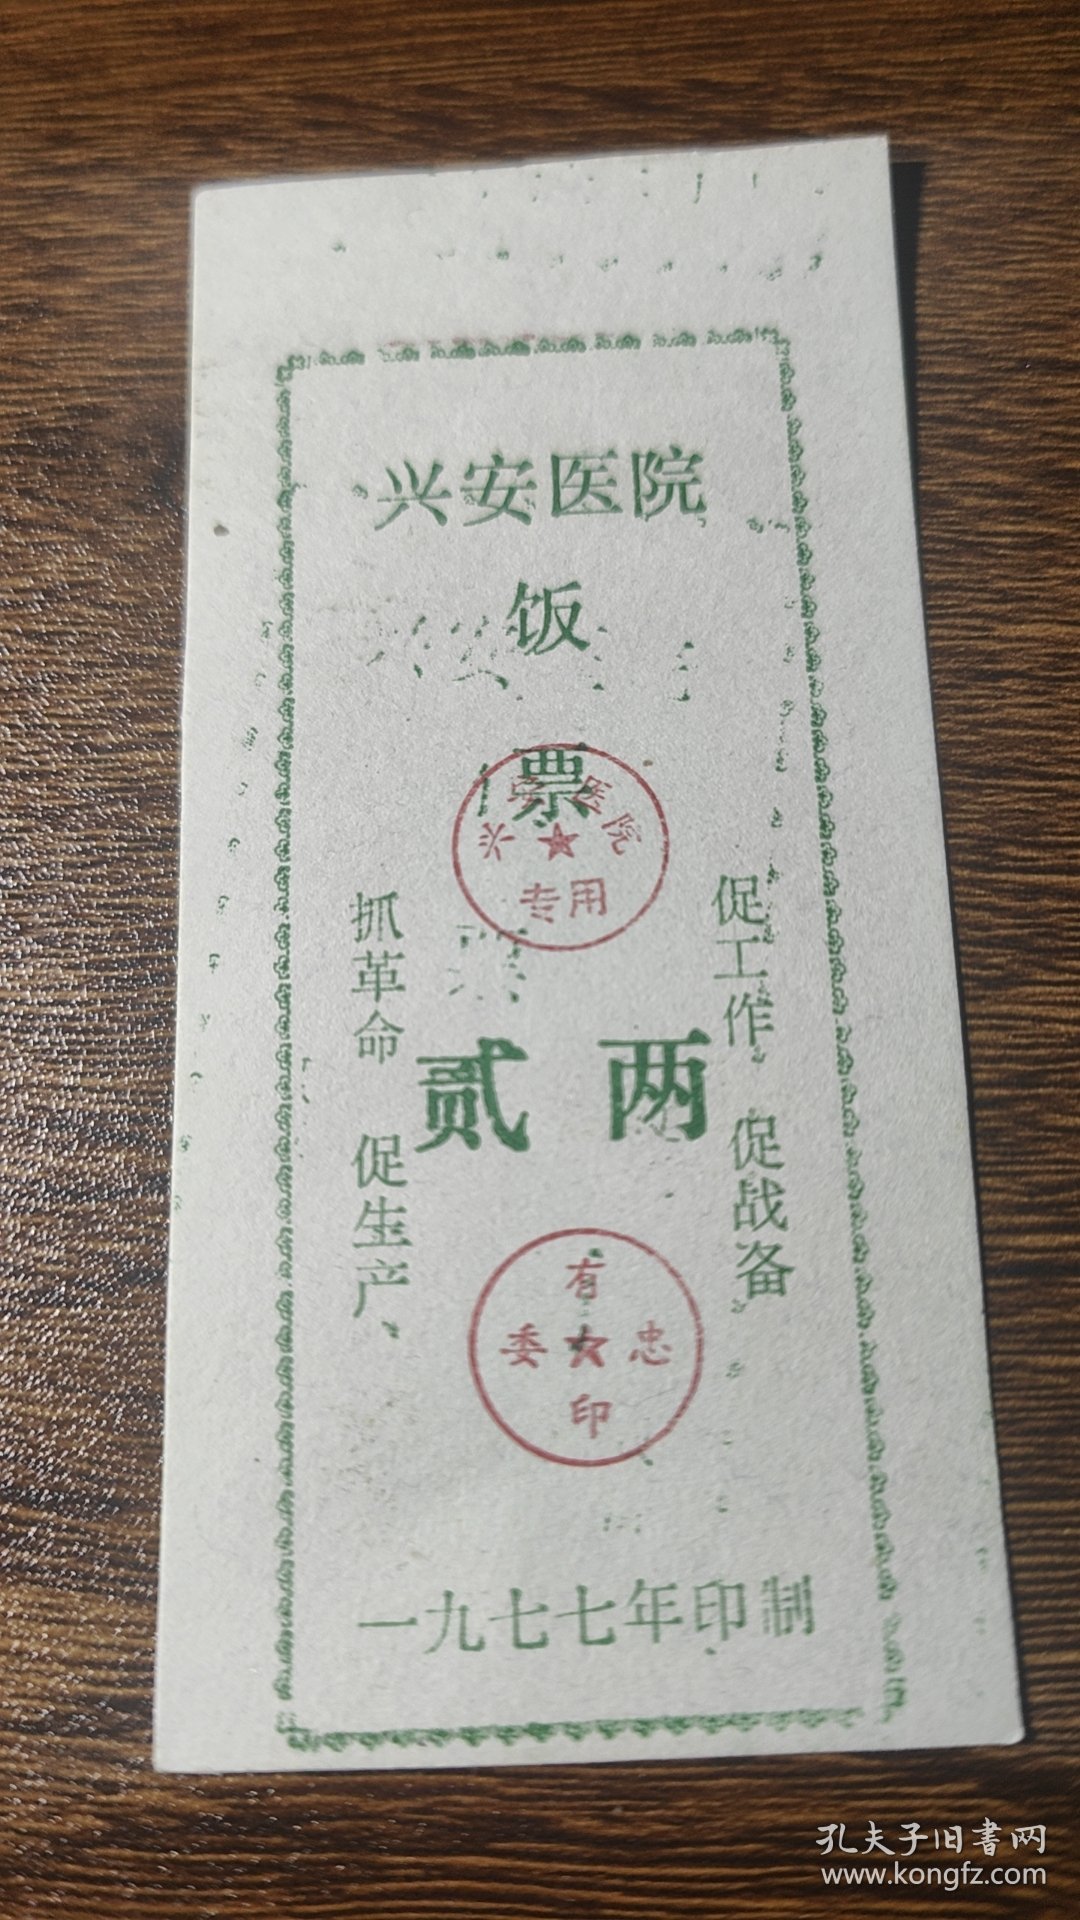 兴安医院
饭
票
兴安医院
专用
抓革命 促生产
贰两
促工作 促战备
有
委忠
印
一九七七年印制
孔夫子旧书网
www.kongfz.com